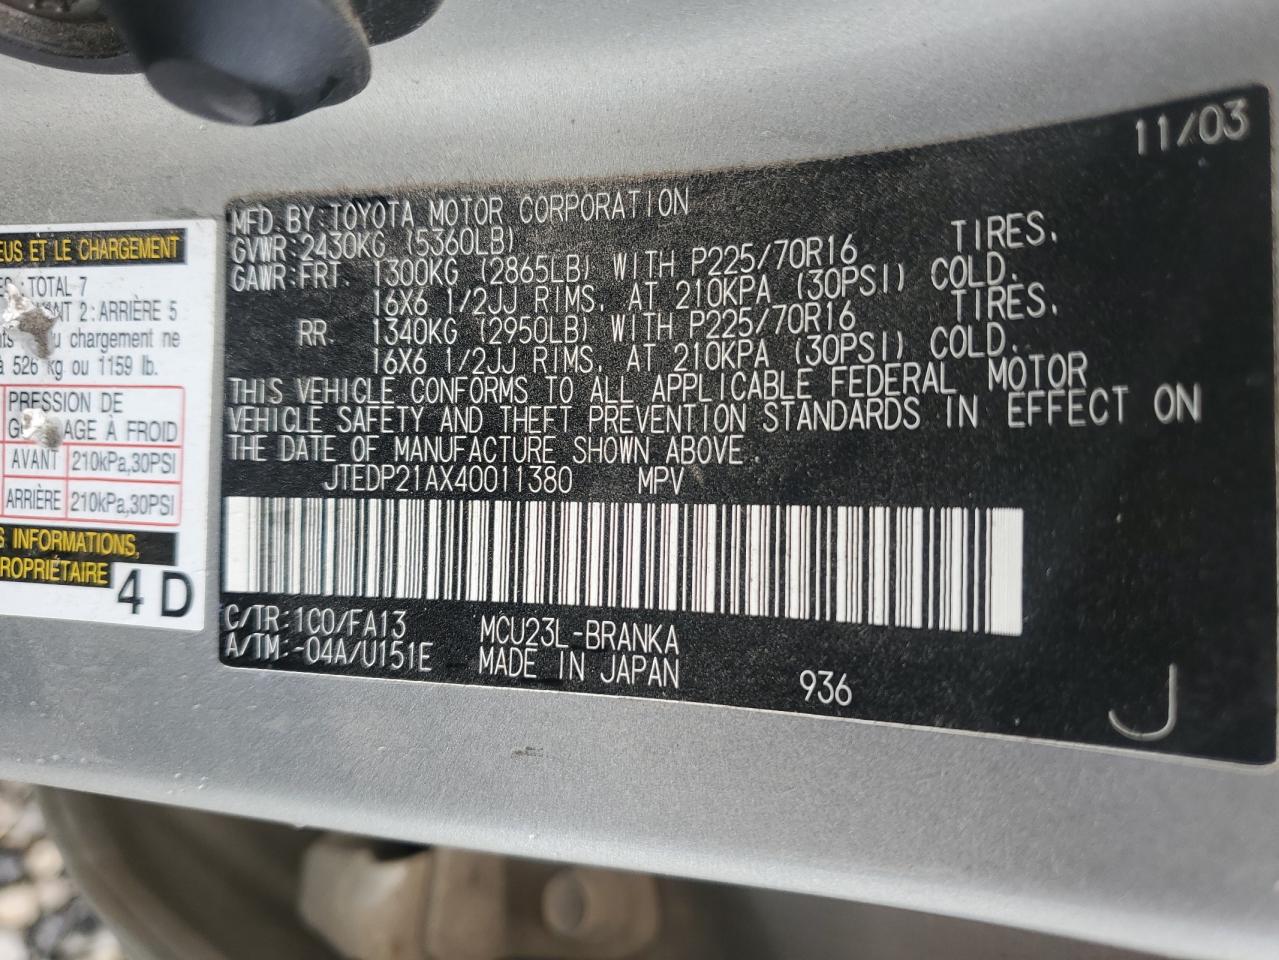 11/03
MFD. BY: TOYOTA MOTOR CORPORATION
GVWR: 2430KG (5360LB)
GAWR: FRT. 1300KG (2865LB) WITH P225/70R16 TIRES,
16X6 1/2JJ RIMS, AT 210KPA (30PSI) COLD.
RR. 1340KG (2950LB) WITH P225/70R16 TIRES,
16X6 1/2JJ RIMS, AT 210KPA (30PSI) COLD.
THIS VEHICLE CONFORMS TO ALL APPLICABLE FEDERAL MOTOR
VEHICLE SAFETY AND THEFT PREVENTION STANDARDS IN EFFECT ON
THE DATE OF MANUFACTURE SHOWN ABOVE.
JTEDP21AX40011380 MPV
C/TR: 1C0/FA13 MCU23L-BRANKA
A/TM: -04A/U151E MADE IN JAPAN
936
J
EUS ET LE CHARGEMENT
TOTAL 7
2: ARRIÈRE 5
du chargement ne
à 526 kg ou 1159 lb.
PRESSION DE
À FROID
AVANT 210kPa,30PSI
ARRIÈRE 210kPa,30PSI
S INFORMATIONS,
ROPRIÉTAIRE
4 D